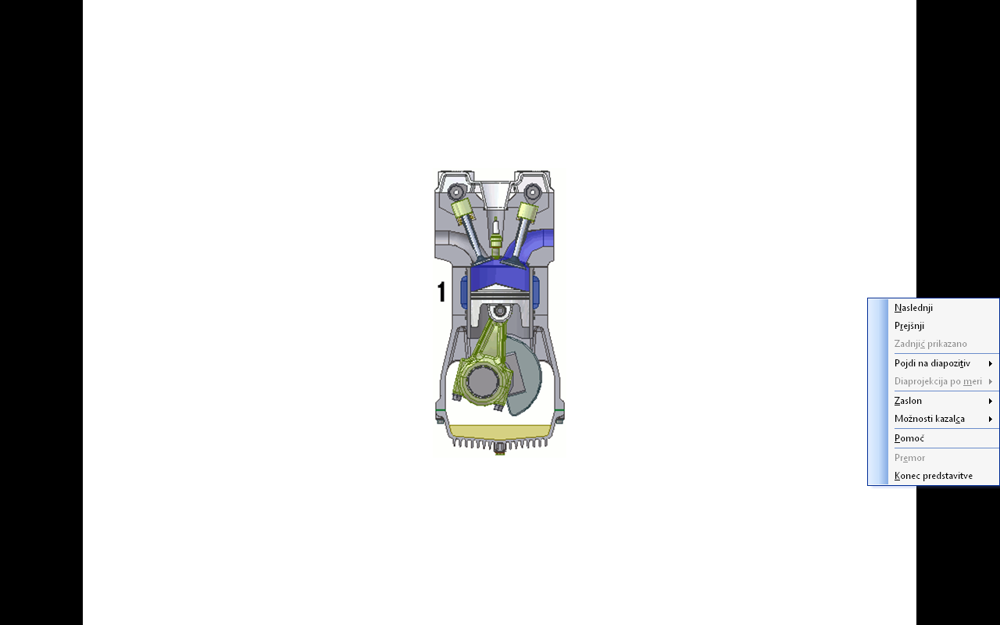 1
Naslednji
Prejšnji
Zadnjič prikazano
Pojdi na diapozitiv
Diaprojekcija po meri
Zaslon
Možnosti kazalca
Pomoč
Premor
Konec predstavitve